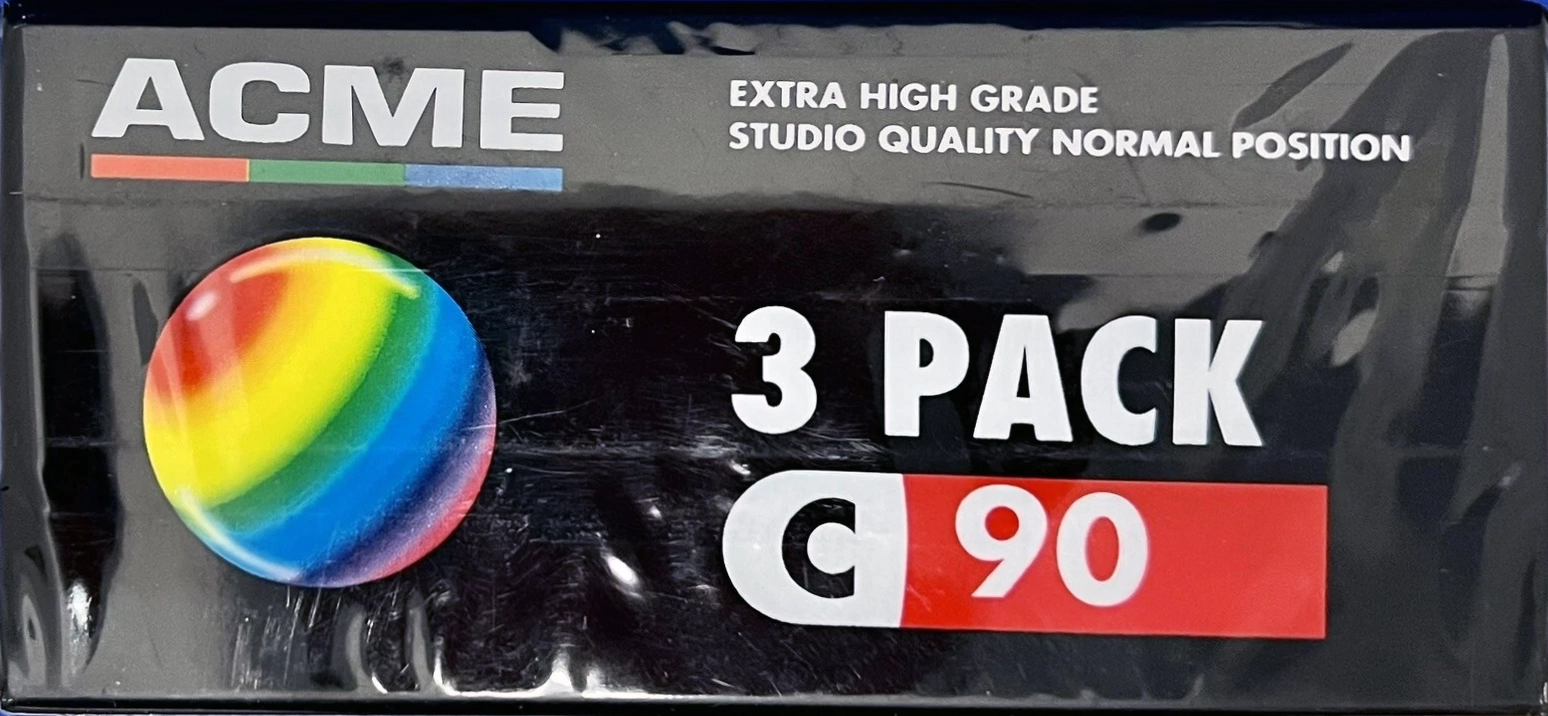 ACME
EXTRA HIGH GRADE
STUDIO QUALITY NORMAL POSITION
3 PACK
C 90